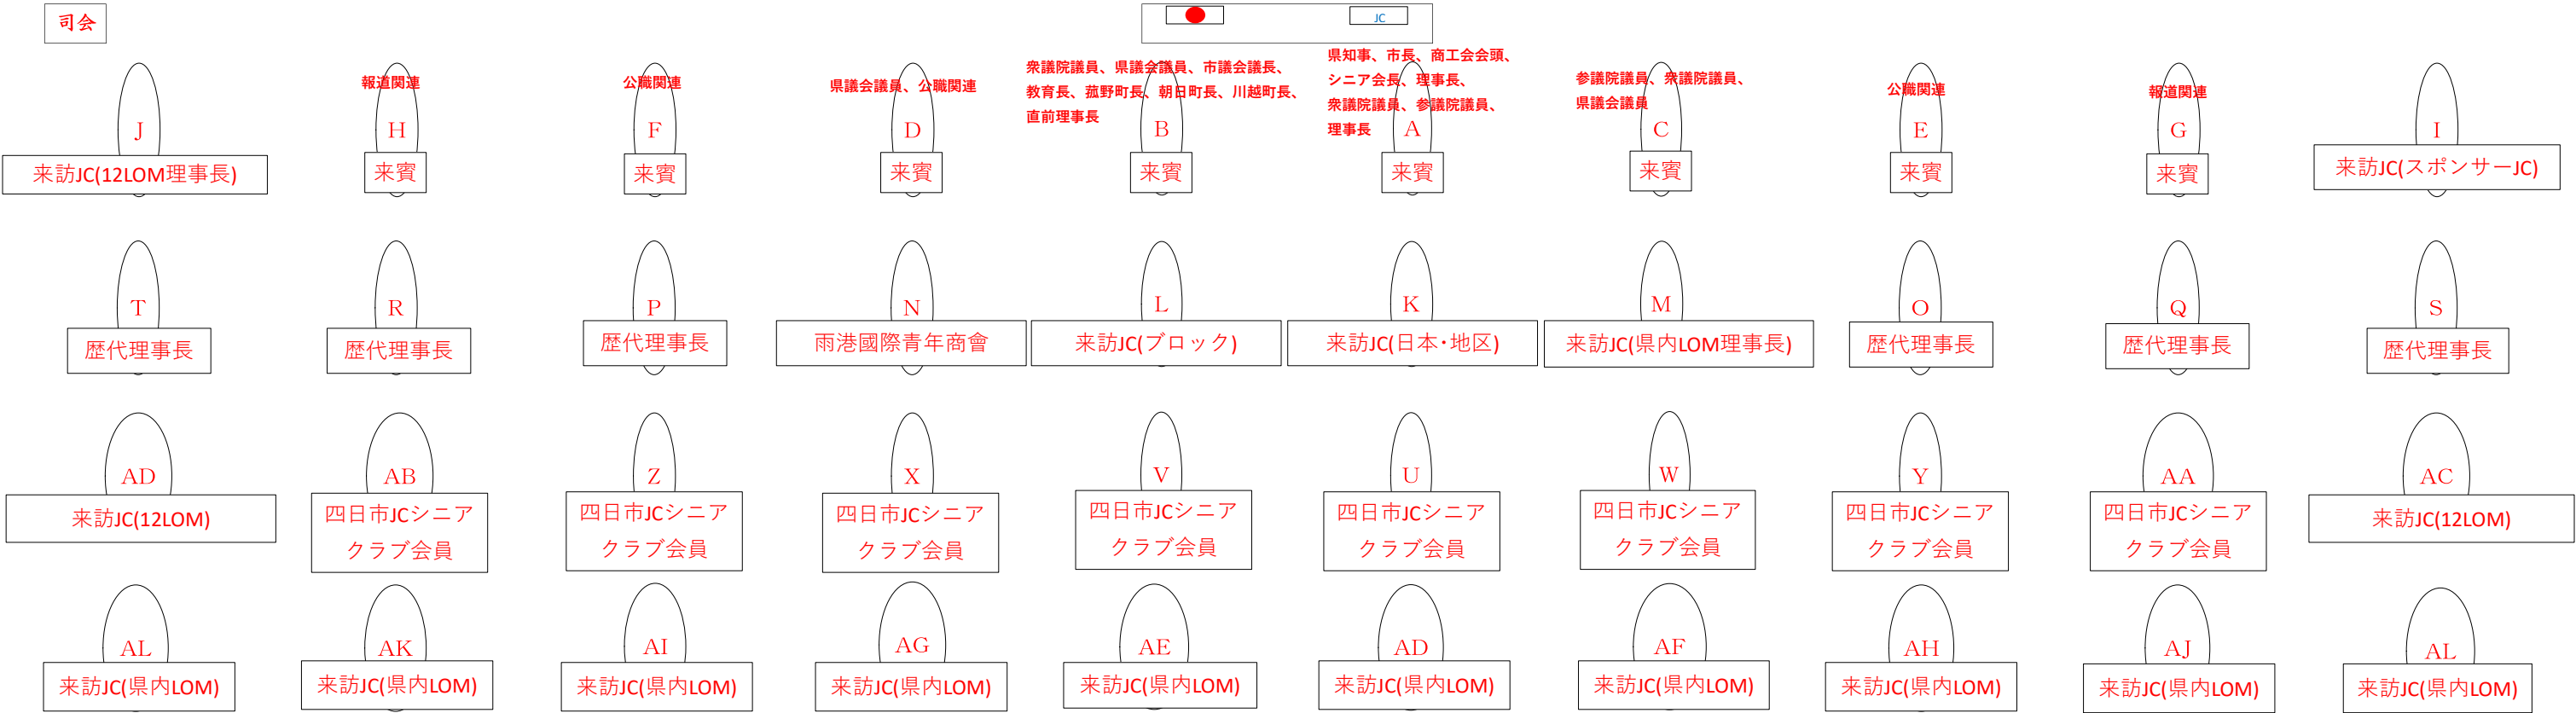 司会
JC
J
来訪JC(12LOM理事長)
報道関連
H
来賓
公職関連
F
来賓
県議会議員、公職関連
D
来賓
衆議院議員、県議会議員、市議会議長、
教育長、菰野町長、朝日町長、川越町長、
直前理事長
B
来賓
県知事、市長、商工会会頭、
シニア会長、理事長、
衆議院議員、参議院議員、
理事長
A
来賓
参議院議員、衆議院議員、
県議会議員
C
来賓
公職関連
E
来賓
報道関連
G
来賓
I
来訪JC(スポンサーJC)
T
歴代理事長
R
歴代理事長
P
歴代理事長
N
雨港國際青年商會
L
来訪JC(ブロック)
K
来訪JC(日本・地区)
M
来訪JC(県内LOM理事長)
O
歴代理事長
Q
歴代理事長
S
歴代理事長
AD
来訪JC(12LOM)
AB
四日市JCシニア
クラブ会員
Z
四日市JCシニア
クラブ会員
X
四日市JCシニア
クラブ会員
V
四日市JCシニア
クラブ会員
U
四日市JCシニア
クラブ会員
W
四日市JCシニア
クラブ会員
Y
四日市JCシニア
クラブ会員
AA
四日市JCシニア
クラブ会員
AC
来訪JC(12LOM)
AL
来訪JC(県内LOM)
AK
来訪JC(県内LOM)
AI
来訪JC(県内LOM)
AG
来訪JC(県内LOM)
AE
来訪JC(県内LOM)
AD
来訪JC(県内LOM)
AF
来訪JC(県内LOM)
AH
来訪JC(県内LOM)
AJ
来訪JC(県内LOM)
AL
来訪JC(県内LOM)